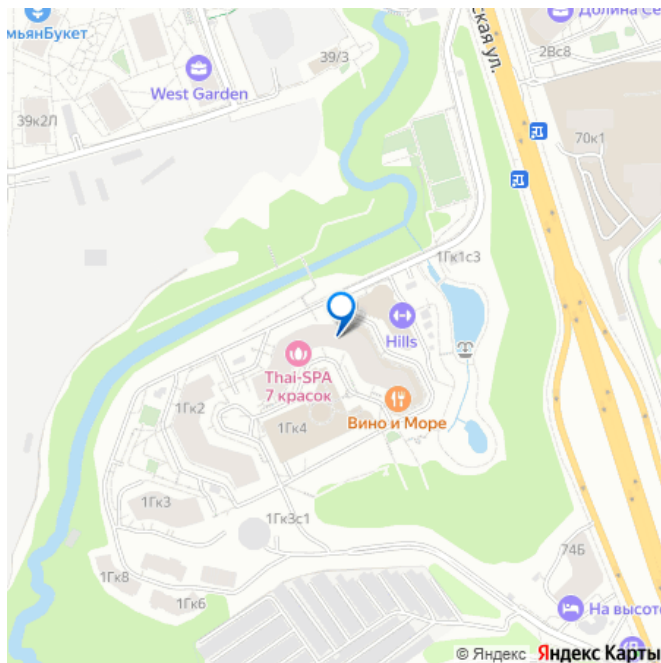 мьянБукет
West Garden
39/3
39к2Л
ская ул.
Долина Се
2Вс8
70к1
1Гк1с3
Hills
Thai-SPA
7 красок
Вино и Море
1Гк2
1Гк4
1Гк3
1Гк3с1
1Гк8
1Гк6
74Б
На высоте
© Яндекс Яндекс Карты